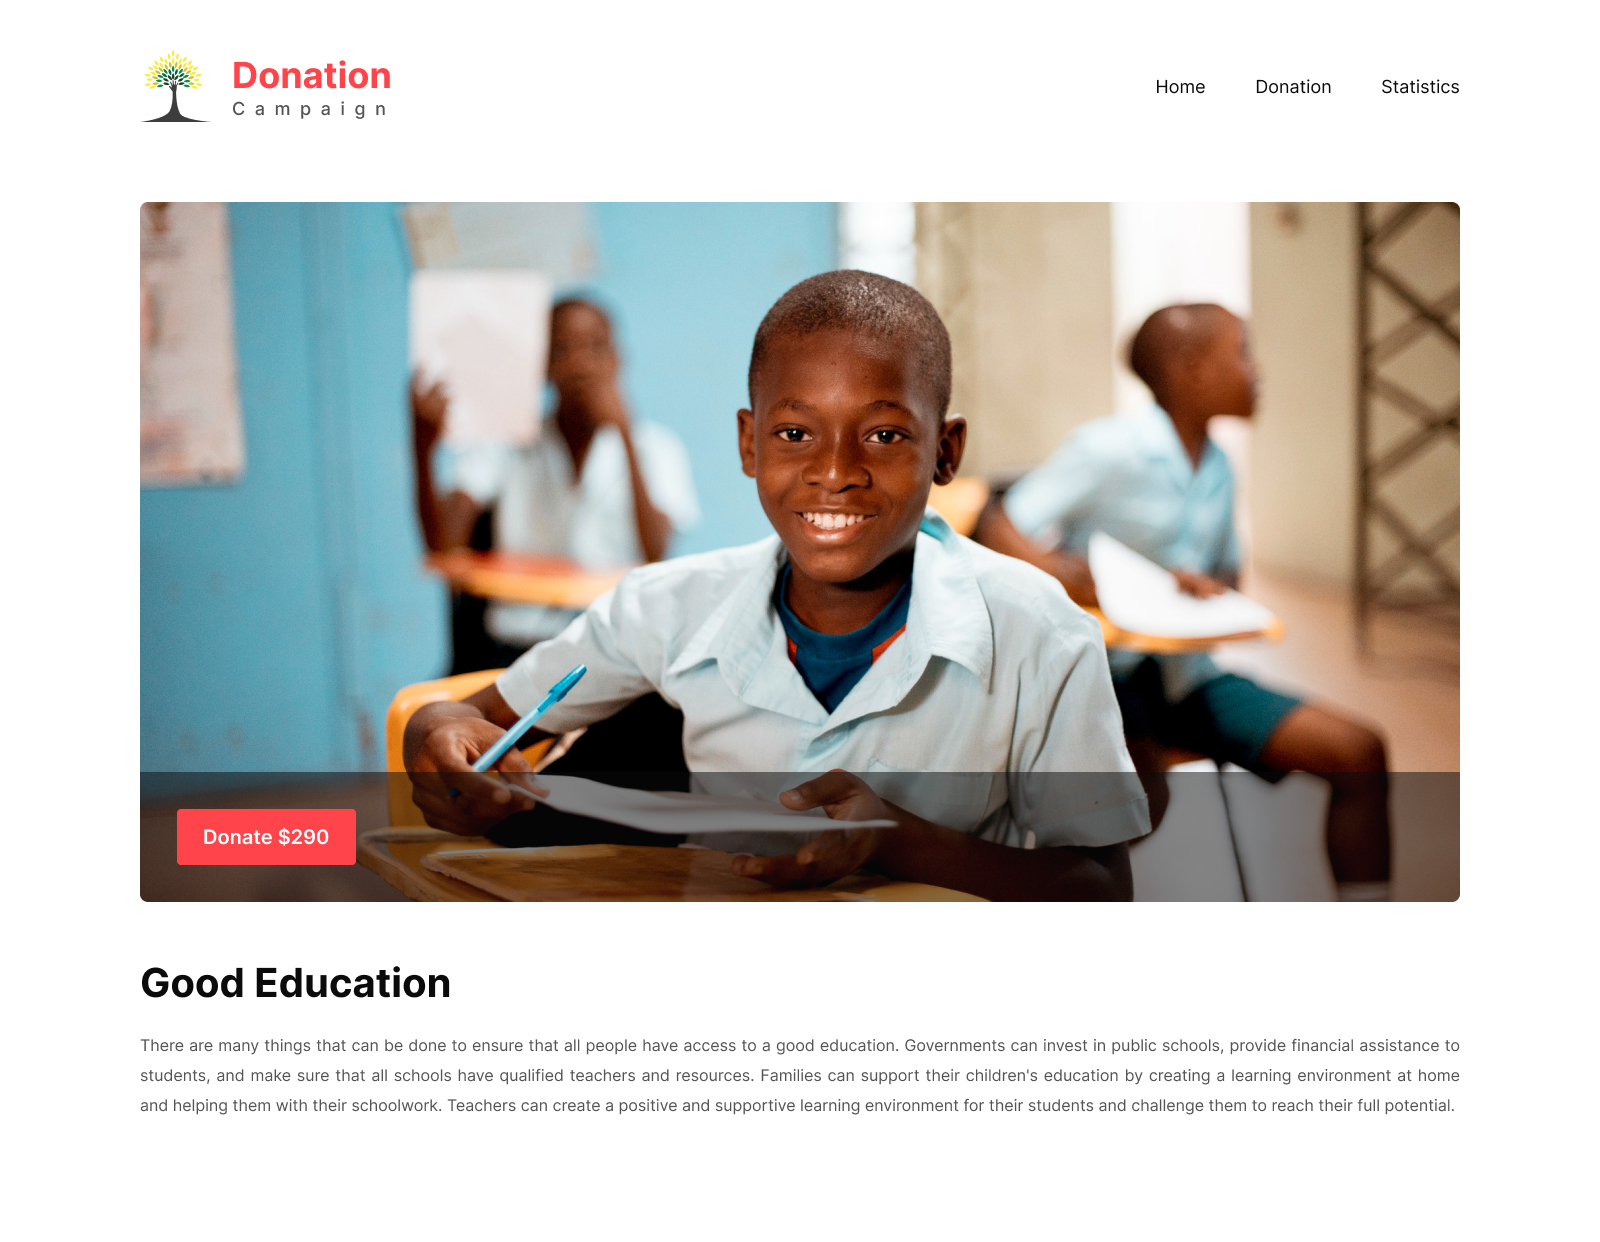 Donation
Campaign
Home
Donation
Statistics
Donate $290
Good Education
There are many things that can be done to ensure that all people have access to a good education. Governments can invest in public schools, provide financial assistance to
students, and make sure that all schools have qualified teachers and resources. Families can support their children's education by creating a learning environment at home
and helping them with their schoolwork. Teachers can create a positive and supportive learning environment for their students and challenge them to reach their full potential.